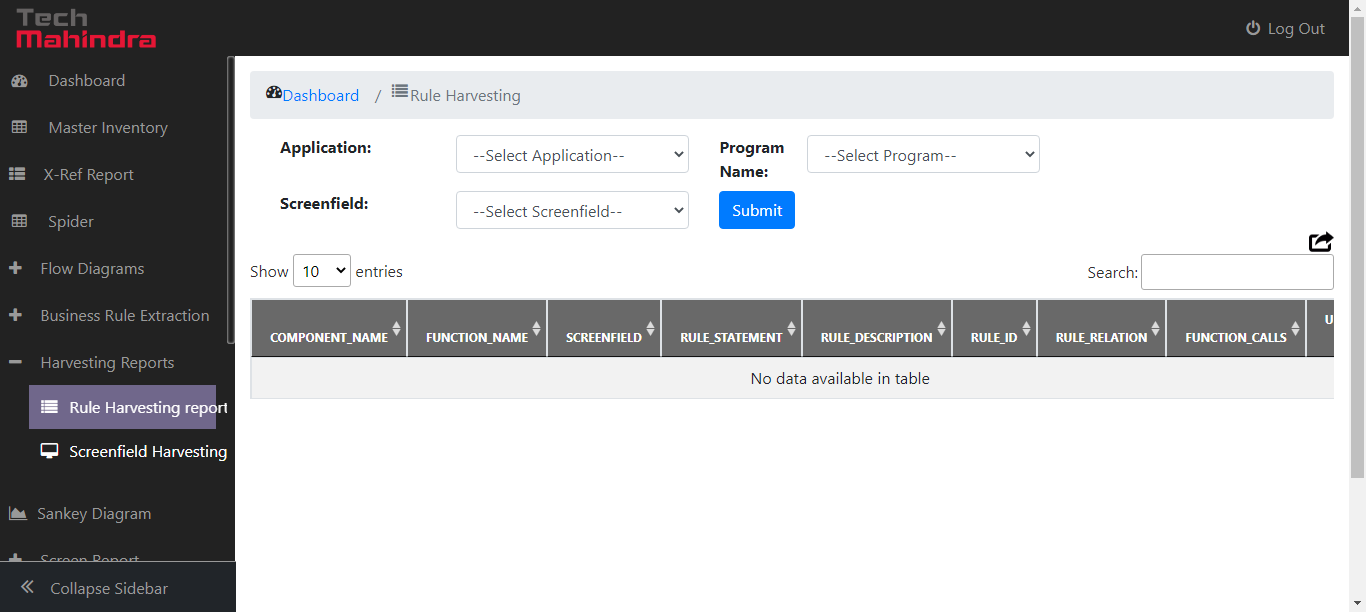 Tech
Mahindra
Log Out
Dashboard
Master Inventory
X-Ref Report
Spider
Flow Diagrams
Business Rule Extraction
Harvesting Reports
Rule Harvesting report
Screenfield Harvesting
Sankey Diagram
Screen Report
Collapse Sidebar
Dashboard / Rule Harvesting
Application: --Select Application-- Program Name: --Select Program--
Screenfield: --Select Screenfield-- Submit
Show 10 entries Search:
COMPONENT_NAME FUNCTION_NAME SCREENFIELD RULE_STATEMENT RULE_DESCRIPTION RULE_ID RULE_RELATION FUNCTION_CALLS U
No data available in table